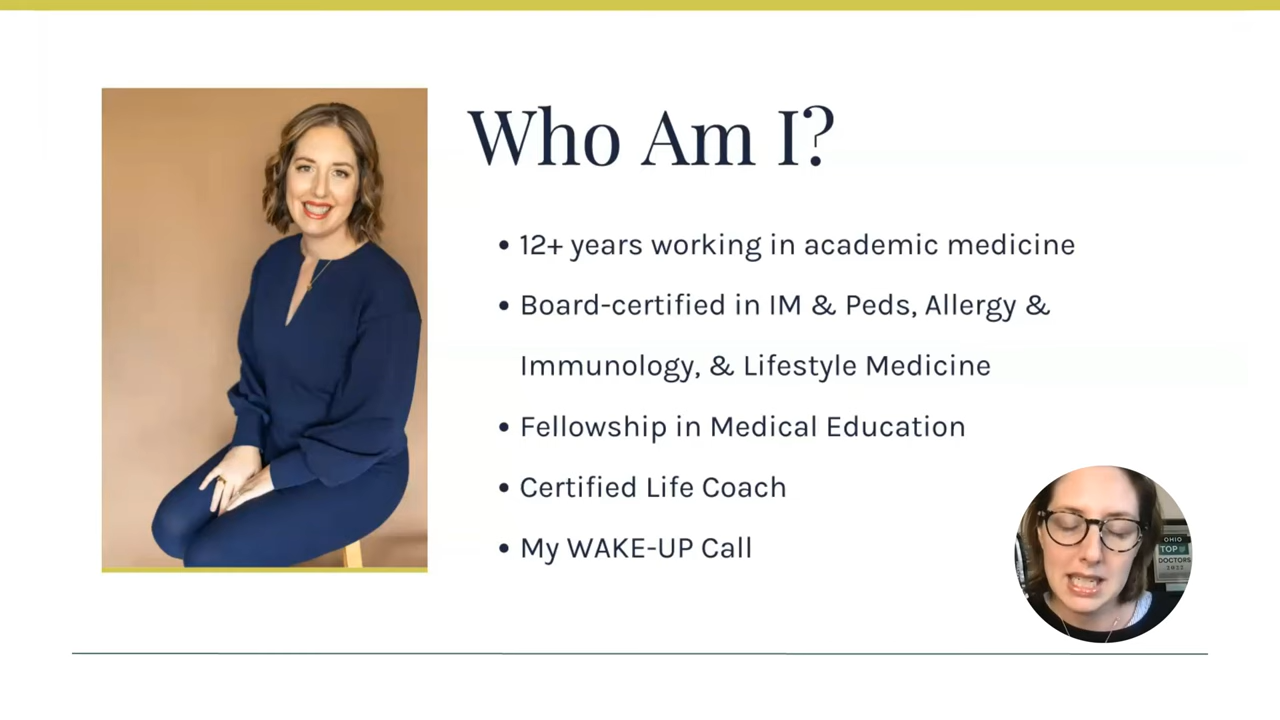 Who Am I?
• 12+ years working in academic medicine
• Board-certified in IM & Peds, Allergy &
Immunology, & Lifestyle Medicine
• Fellowship in Medical Education
• Certified Life Coach
• My WAKE-UP Call
OHIO
TOP
DOCTORS
2022